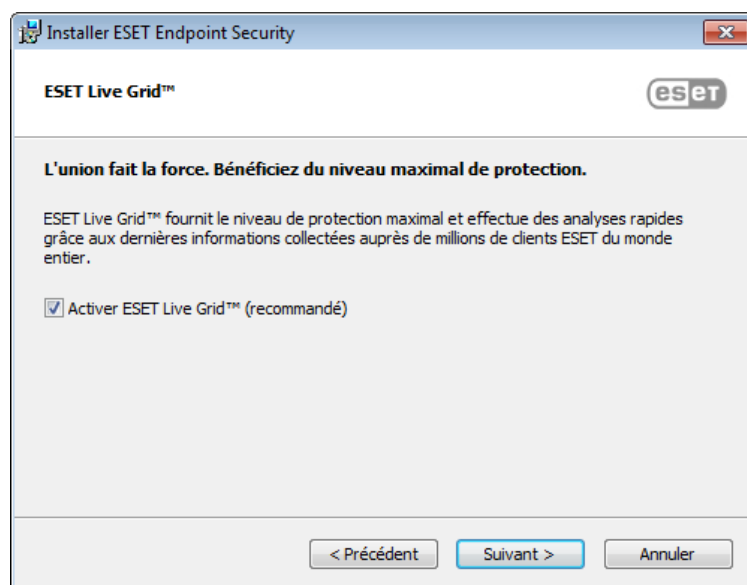 Installer ESET Endpoint Security
ESET Live Grid™
eset
L'union fait la force. Bénéficiez du niveau maximal de protection.
ESET Live Grid™ fournit le niveau de protection maximal et effectue des analyses rapides
grâce aux dernières informations collectées auprès de millions de clients ESET du monde
entier.
Activer ESET Live Grid™ (recommandé)
< Précédent
Suivant >
Annuler